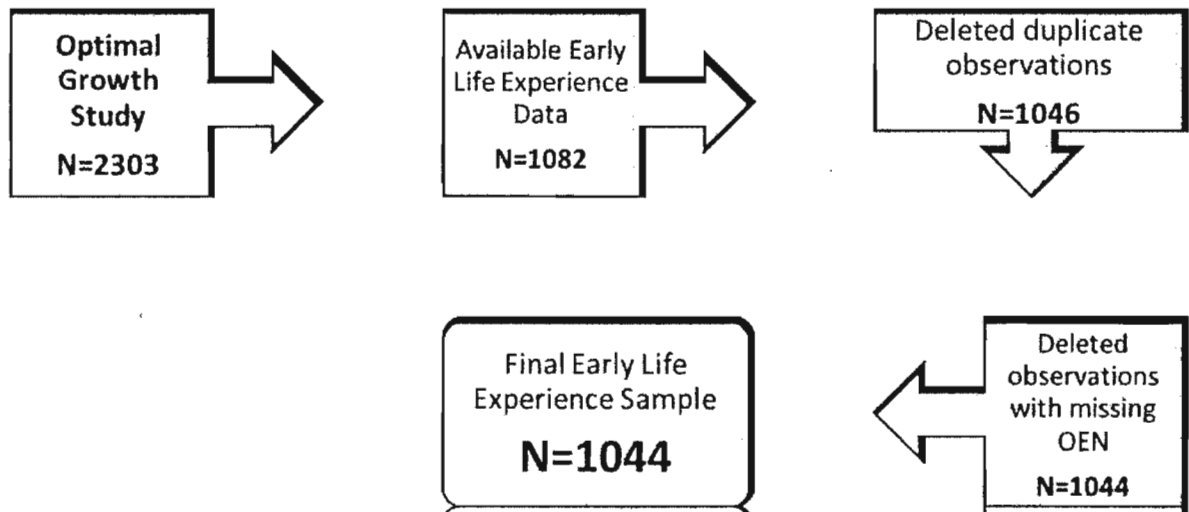 Optimal
Growth
Study
N=2303
Available Early
Life Experience
Data
N=1082
Deleted duplicate
observations
N=1046
Deleted
observations
with missing
OEN
N=1044
Final Early Life
Experience Sample
N=1044